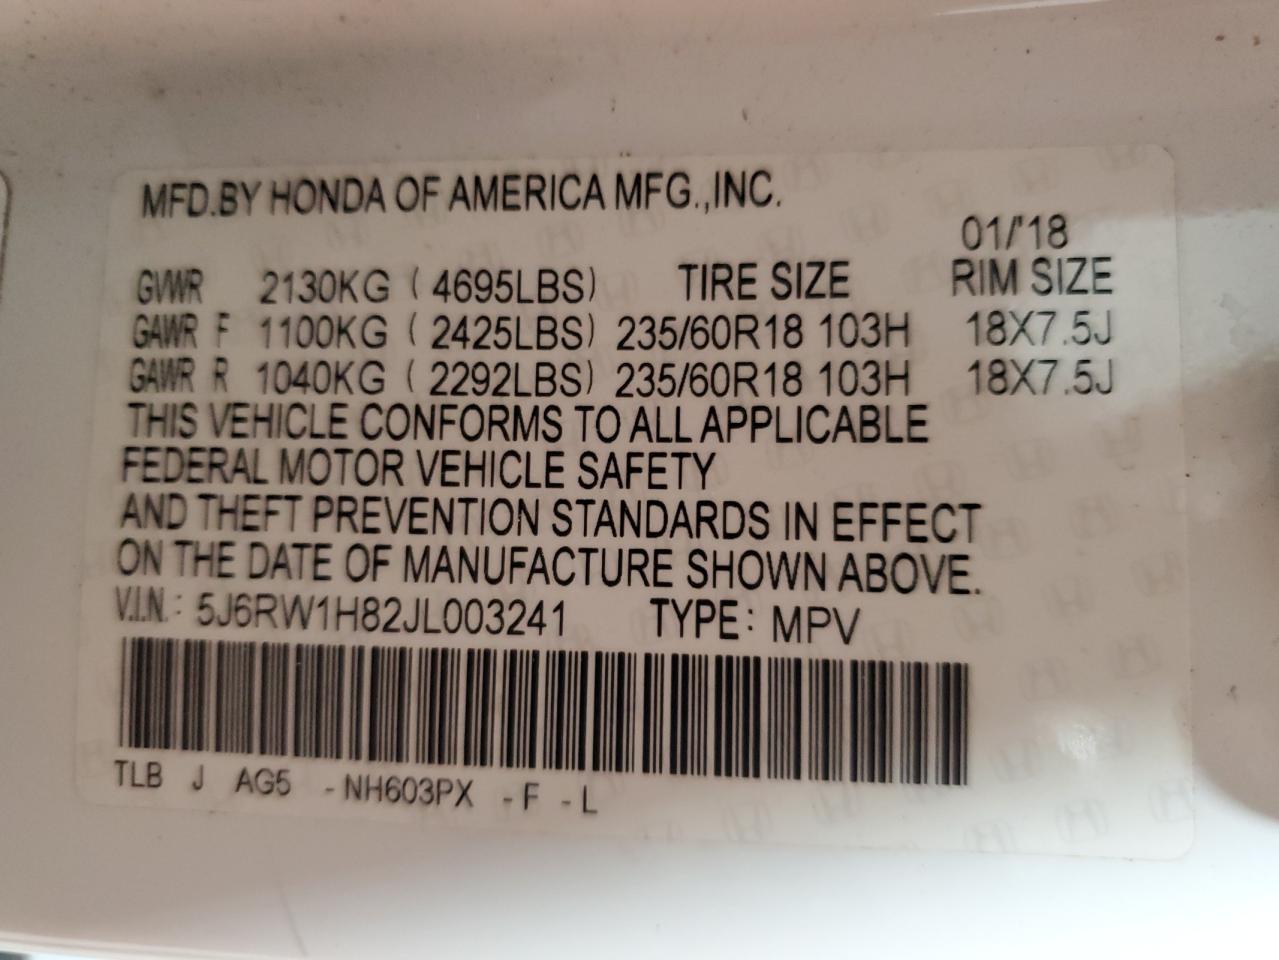 MFD.BY HONDA OF AMERICA MFG.,INC.
01/'18
GVWR 2130KG ( 4695LBS) TIRE SIZE RIM SIZE
GAWR F 1100KG ( 2425LBS) 235/60R18 103H 18X7.5J
GAWR R 1040KG ( 2292LBS) 235/60R18 103H 18X7.5J
THIS VEHICLE CONFORMS TO ALL APPLICABLE
FEDERAL MOTOR VEHICLE SAFETY
AND THEFT PREVENTION STANDARDS IN EFFECT
ON THE DATE OF MANUFACTURE SHOWN ABOVE.
V.I.N.: 5J6RW1H82JL003241 TYPE: MPV
TLB J AG5 -NH603PX -F -L